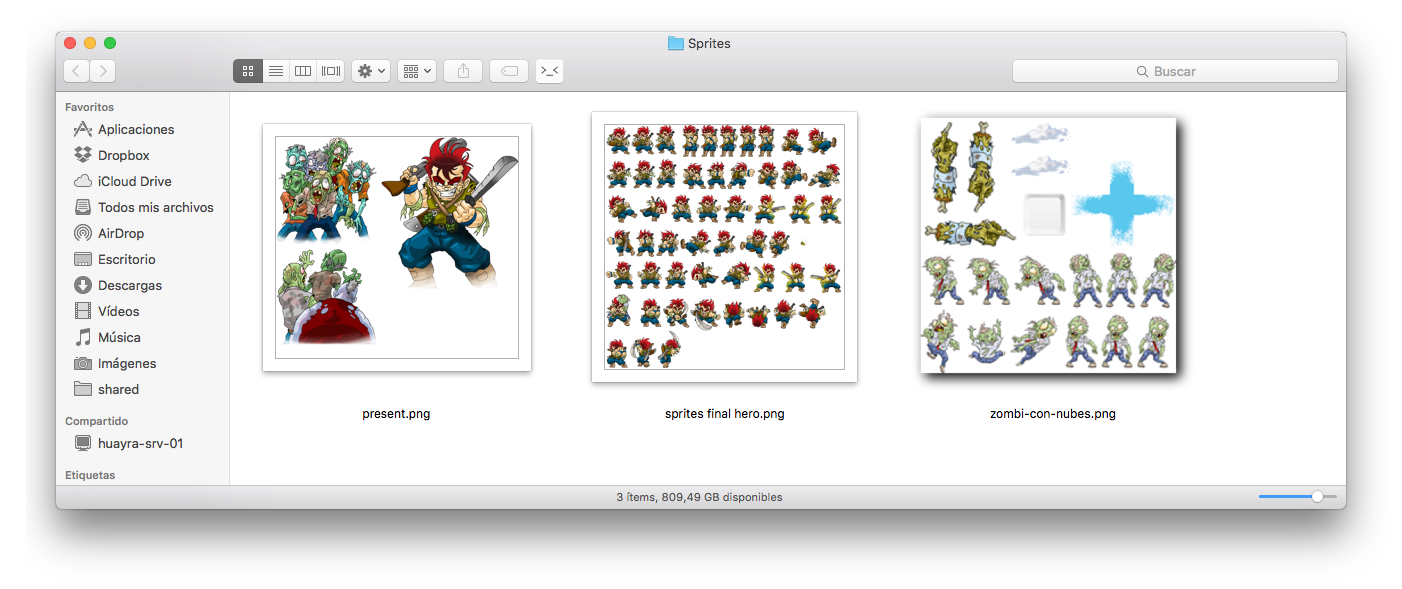 Sprites
>_<
Buscar
Favoritos
Aplicaciones
Dropbox
iCloud Drive
Todos mis archivos
AirDrop
Escritorio
Descargas
Vídeos
Música
Imágenes
shared
Compartido
huayra-srv-01
Etiquetas
present.png
sprites final hero.png
zombi-con-nubes.png
3 ítems, 809,49 GB disponibles